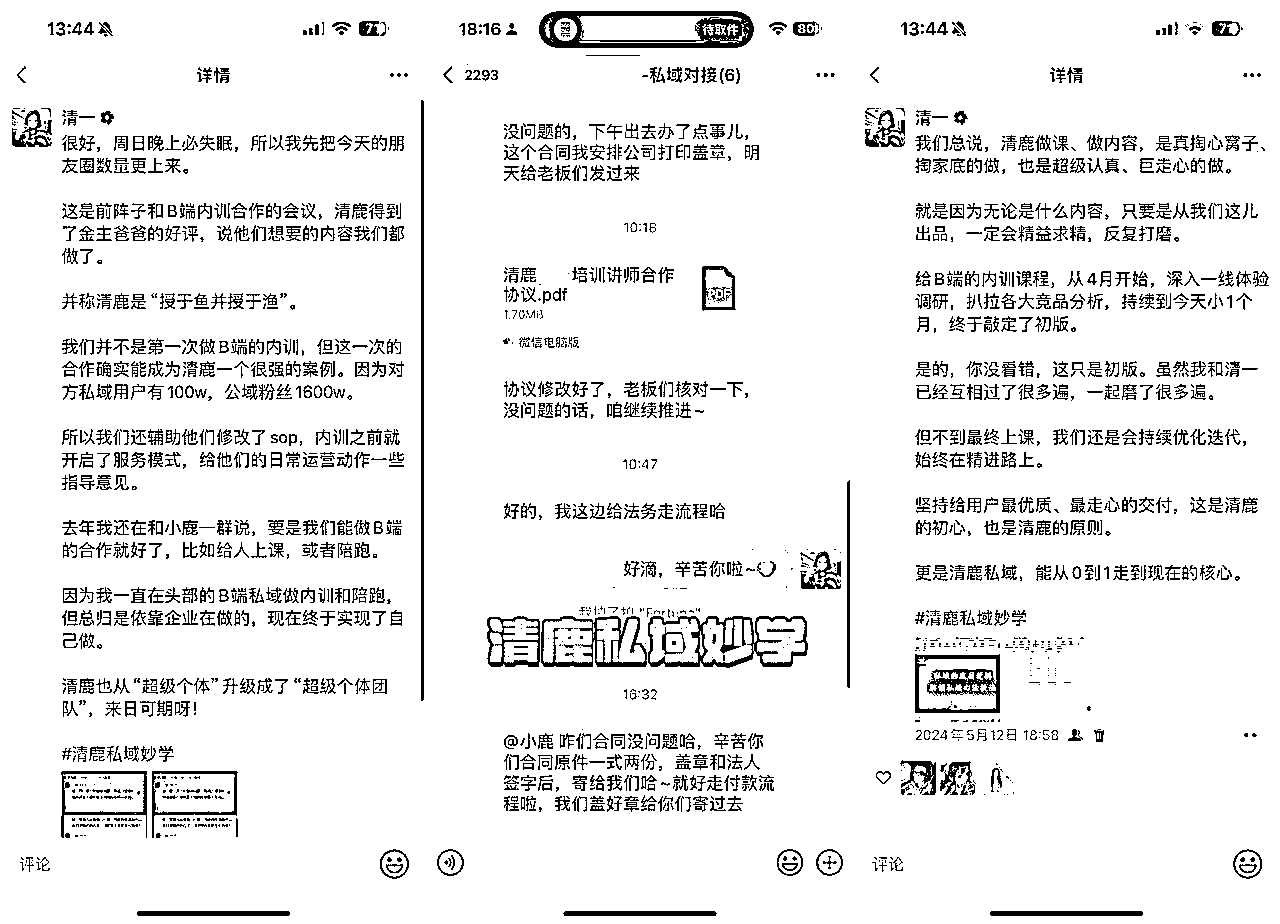 13:44
71
详情
清一
很好，周日晚上必失眠，所以我先把今天的朋
友圈数量更上来。
这是前阵子和B端内训合作的会议，清鹿得到
了金主爸爸的好评，说他们想要的内容我们都
做了。
并称清鹿是“授于鱼并授于渔”。
我们并不是第一次做B端的内训，但这一次的
合作确实能成为清鹿一个很强的案例。因为对
方私域用户有100w，公域粉丝1600w。
所以我们还辅助他们修改了sop，内训之前就
开启了服务模式，给他们的日常运营动作一些
指导意见。
去年我还在和小鹿一群说，要是我们能做B端
的合作就好了，比如给人上课，或者陪跑。
因为我一直在头部的B端私域做内训和陪跑，
但总归是依靠企业在做的，现在终于实现了自
己做。
清鹿也从“超级个体”升级成了“超级个体团
队”，来日可期呀！
#清鹿私域妙学
评论
18:16
待取件
80
2293
-私域对接(6)
没问题的，下午出去办了点事儿，
这个合同我安排公司打印盖章，明
天给老板们发过来
10:18
清鹿 培训讲师合作
协议.pdf
PDF
1.70MB
微信电脑版
协议修改好了，老板们核对一下，
没问题的话，咱继续推进~
10:47
好的，我这边给法务走流程哈
好滴，辛苦你啦~
清鹿私域妙学
16:32
@小鹿 咋们合同没问题哈，辛苦你
们合同原件一式两份，盖章和法人
签字后，寄给我们哈~就好走付款流
程啦，我们盖好章给你们寄过去
13:44
71
详情
清一
我们总说，清鹿做课、做内容，是真掏心窝子、
掏家底的做，也是超级认真、巨走心的做。
就是因为无论是什么内容，只要是从我们这儿
出品，一定会精益求精，反复打磨。
给B端的内训课程，从4月开始，深入一线体验
调研，扒拉各大竞品分析，持续到今天小1个
月，终于敲定了初版。
是的，你没看错，这只是初版。虽然我和清一
已经互相过了很多遍，一起磨了很多遍。
但不到最终上课，我们还是会持续优化迭代，
始终在精进路上。
坚持给用户最优质、最走心的交付，这是清鹿
的初心，也是清鹿的原则。
更是清鹿私域，能从0到1走到现在的核心。
#清鹿私域妙学
2024年5月12日 18:58
评论